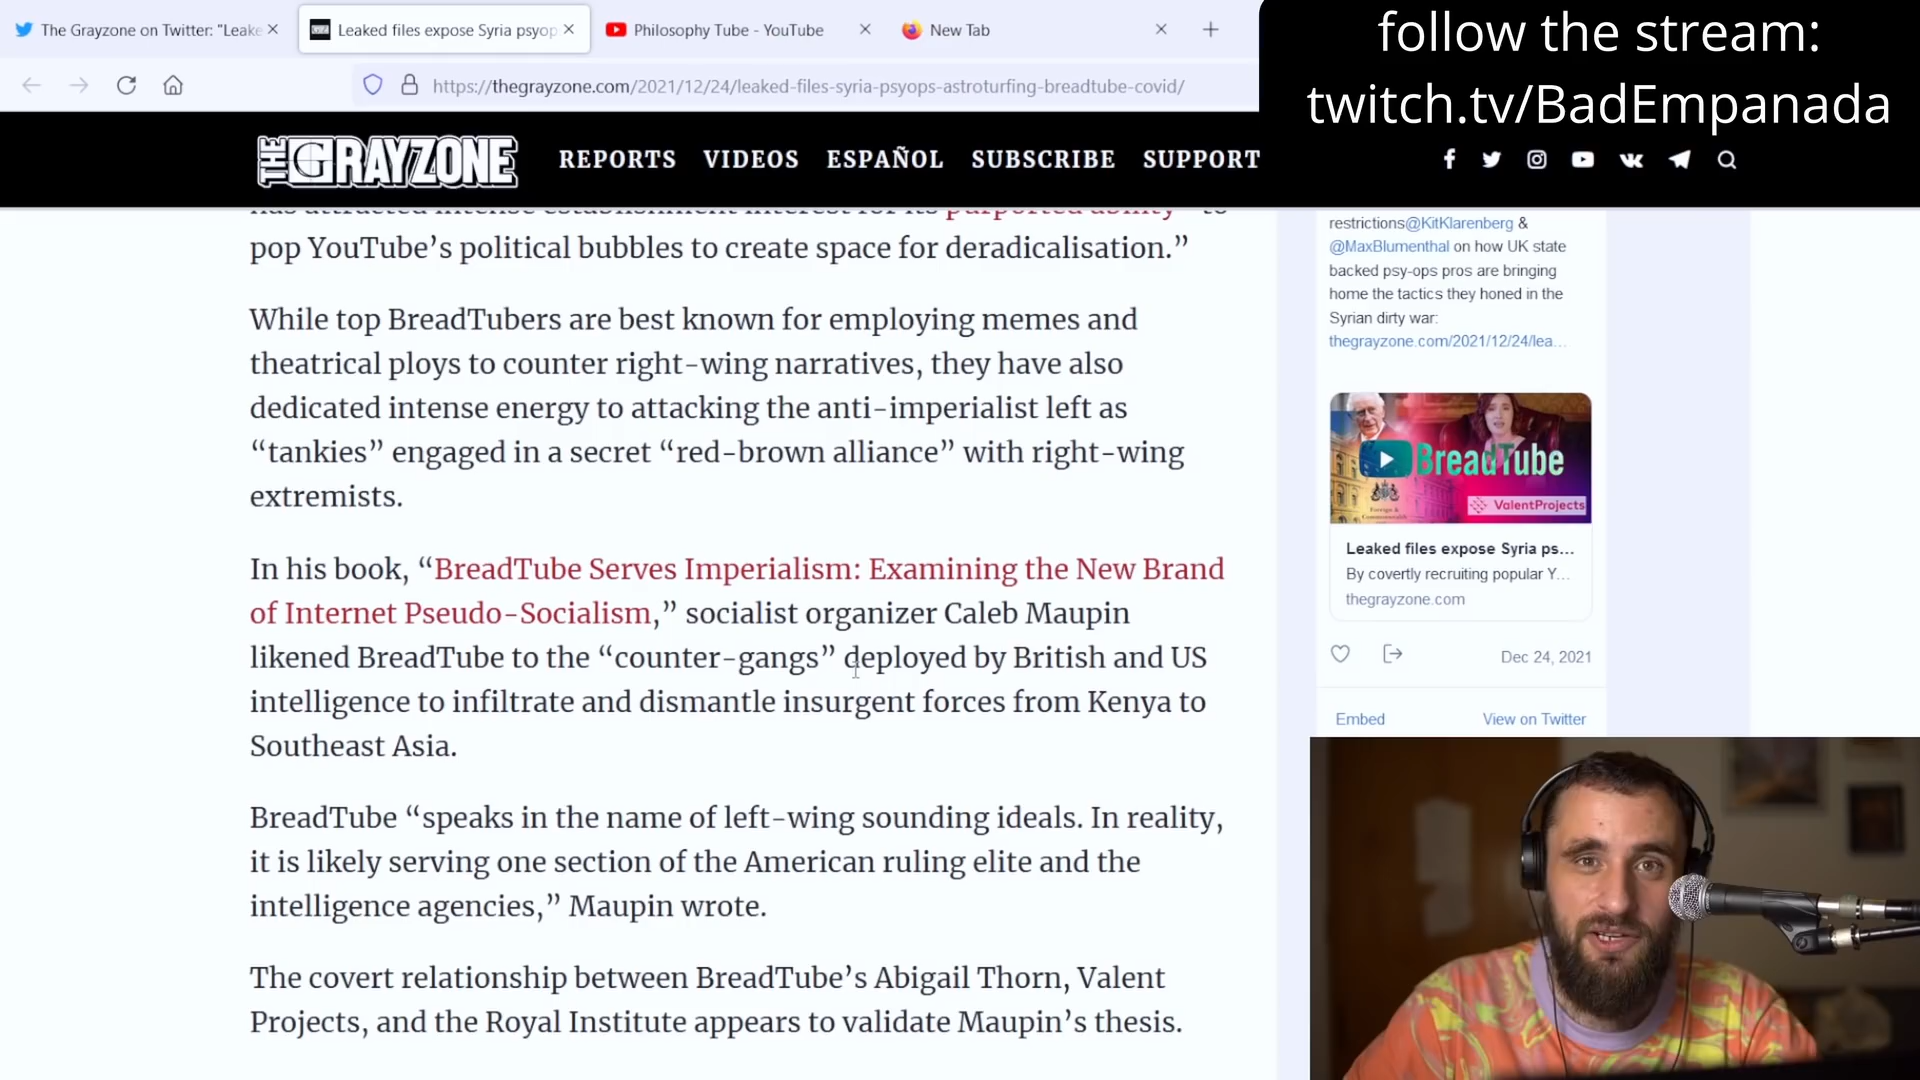 The Grayzone on Twitter: "Leake
Leaked files expose Syria psyop
Philosophy Tube - YouTube
New Tab
https://thegrayzone.com/2021/12/24/leaked-files-syria-psyops-astroturfing-breadtube-covid/
follow the stream:
twitch.tv/BadEmpanada
THE GRAYZONE
REPORTS VIDEOS ESPAÑOL SUBSCRIBE SUPPORT
has attracted intense establishment interest for its purported ability "to
pop YouTube's political bubbles to create space for deradicalisation.”
While top BreadTubers are best known for employing memes and
theatrical ploys to counter right-wing narratives, they have also
dedicated intense energy to attacking the anti-imperialist left as
“tankies” engaged in a secret “red-brown alliance” with right-wing
extremists.
In his book, “BreadTube Serves Imperialism: Examining the New Brand
of Internet Pseudo-Socialism,” socialist organizer Caleb Maupin
likened BreadTube to the “counter-gangs” deployed by British and US
intelligence to infiltrate and dismantle insurgent forces from Kenya to
Southeast Asia.
BreadTube “speaks in the name of left-wing sounding ideals. In reality,
it is likely serving one section of the American ruling elite and the
intelligence agencies,” Maupin wrote.
The covert relationship between BreadTube’s Abigail Thorn, Valent
Projects, and the Royal Institute appears to validate Maupin’s thesis.
restrictions@KitKlarenberg &
@MaxBlumenthal on how UK state
backed psy-ops pros are bringing
home the tactics they honed in the
Syrian dirty war:
thegrayzone.com/2021/12/24/lea…
BreadTube
Foreign &
Commonwealth
ValentProjects
Leaked files expose Syria ps...
By covertly recruiting popular Y...
thegrayzone.com
Dec 24, 2021
Embed
View on Twitter